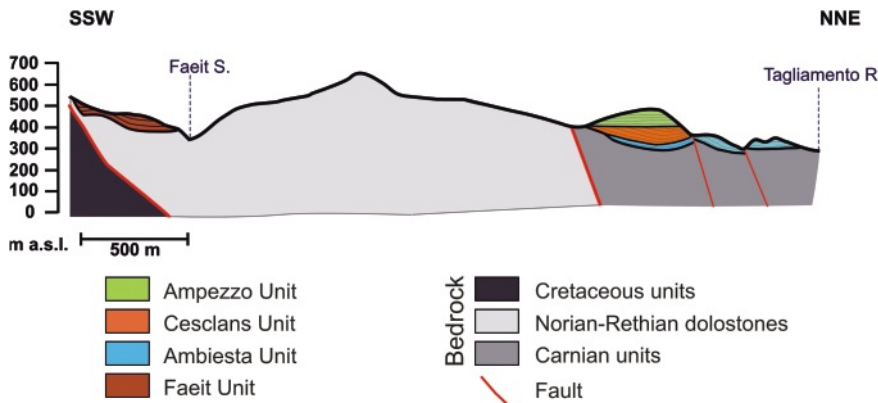 SSW
NNE
700
600
500
400
300
200
100
0
m a.s.l.
500 m
Faeit S.
Tagliamento R
Ampezzo Unit
Cesclans Unit
Ambiesta Unit
Faeit Unit
Bedrock
Cretaceous units
Norian-Rethian dolostones
Carnian units
Fault